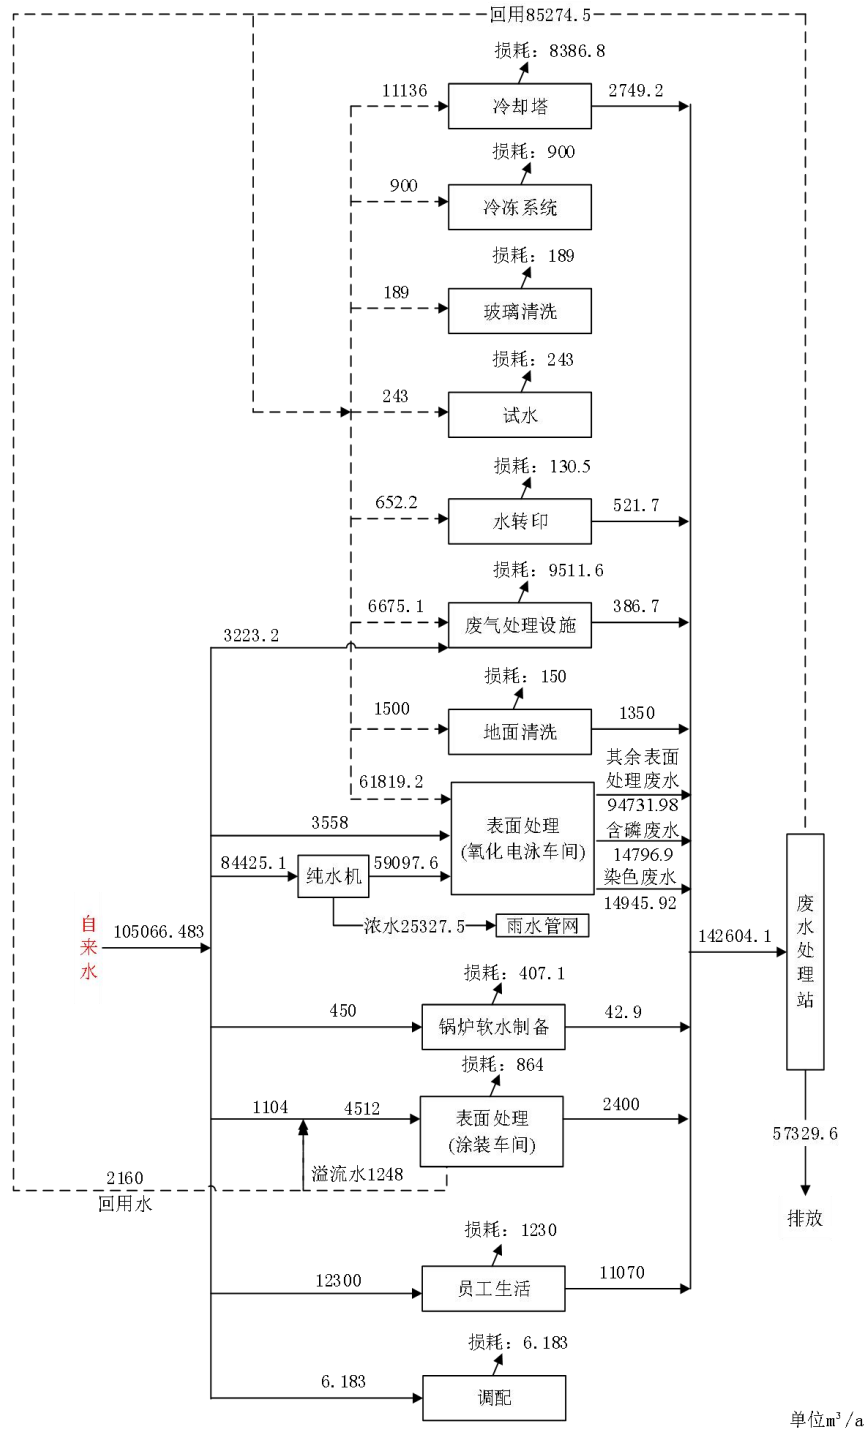 回用85274.5
损耗：8386.8
11136
冷却塔
2749.2
损耗：900
900
冷冻系统
损耗：189
189
玻璃清洗
损耗：243
243
试水
损耗：130.5
652.2
水转印
521.7
损耗：9511.6
6675.1
废气处理设施
386.7
3223.2
损耗：150
1500
地面清洗
1350
61819.2
其余表面
处理废水
94731.98
表面处理
(氧化电泳车间)
3558
含磷废水
14796.9
84425.1
纯水机
59097.6
染色废水
14945.92
浓水25327.5
雨水管网
自来水
105066.483
142604.1
废水处理站
损耗：407.1
450
锅炉软水制备
42.9
损耗：864
1104
4512
表面处理
(涂装车间)
2400
57329.6
溢流水1248
2160
回用水
排放
损耗：1230
12300
员工生活
11070
损耗：6.183
6.183
调配
单位m³/a